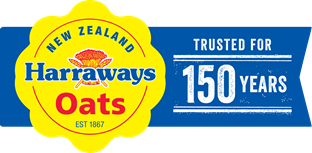 NEW ZEALAND
Harraways
Oats
EST 1867
TRUSTED FOR
150 YEARS